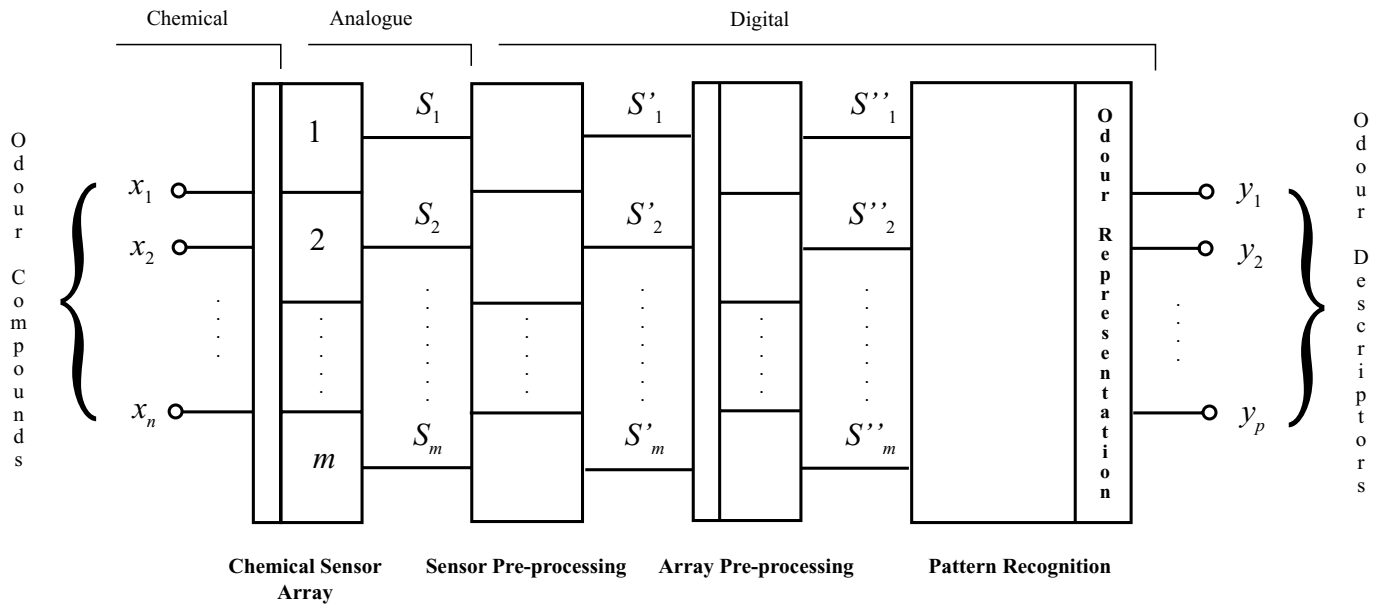 Chemical
Analogue
Digital
Odour Compounds
x₁
x₂
xₙ
1
2
m
S₁
S₂
Sₘ
S’₁
S’₂
S’ₘ
S’’₁
S’’₂
S’’ₘ
Odour Representation
y₁
y₂
yₚ
Odour Descriptors
Chemical Sensor
Array
Sensor Pre-processing
Array Pre-processing
Pattern Recognition